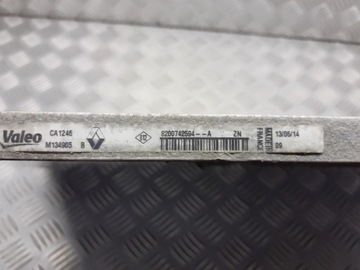 Valeo
CA1246
M134905 B
8200742594--A ZN
MADE IN
FRANCE
13/06/14
09